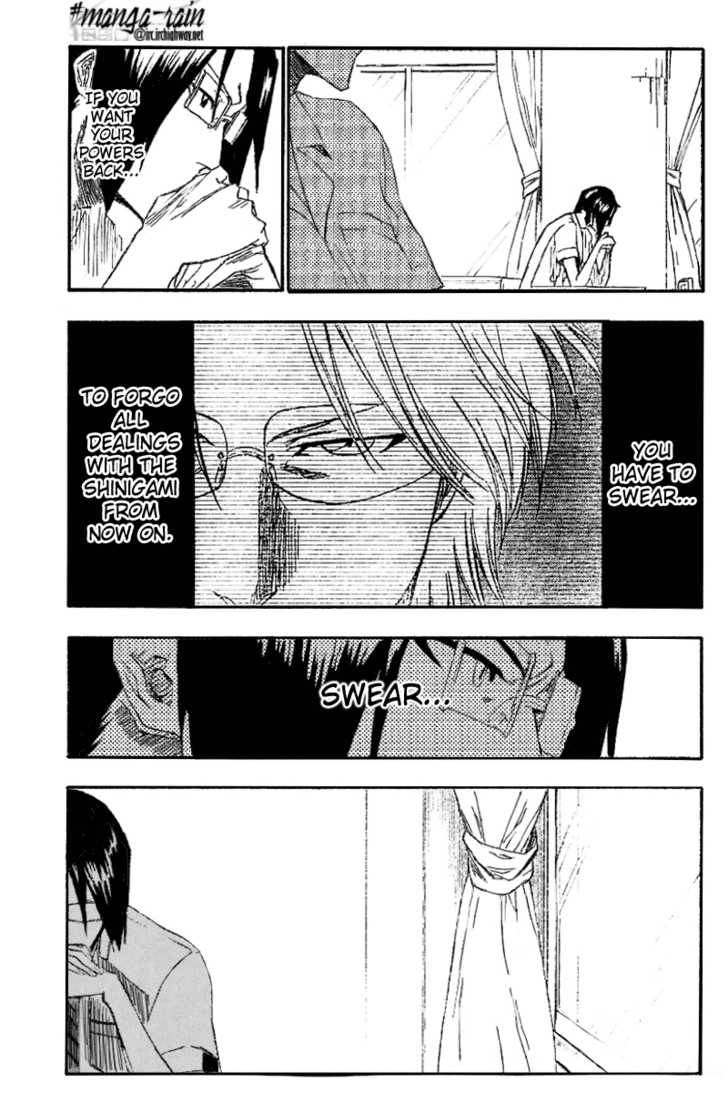 #manga-rain
@irc.irchighway.net
IF YOU
WANT
YOUR
POWERS
BACK...
YOU
HAVE TO
SWEAR...
TO FORGO
ALL
DEALINGS
WITH THE
SHINIGAMI
FROM
NOW ON.
SWEAR...